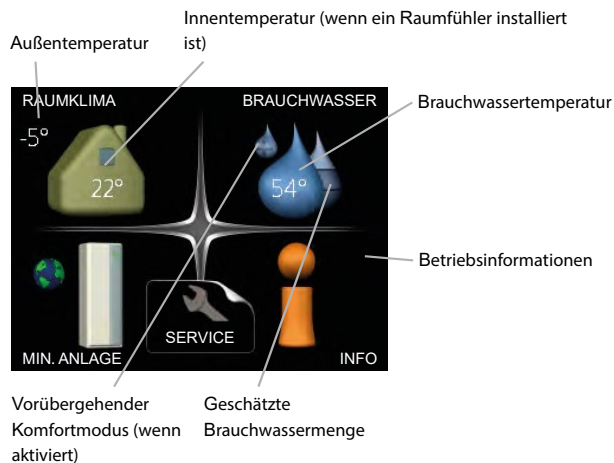 Innentemperatur (wenn ein Raumfühler installiert
ist)
Außentemperatur
RAUMKLIMA
BRAUCHWASSER
Brauchwassertemperatur
-5°
22°
54°
Betriebsinformationen
SERVICE
MIN. ANLAGE
INFO
Vorübergehender
Komfortmodus (wenn
aktiviert)
Geschätzte
Brauchwassermenge